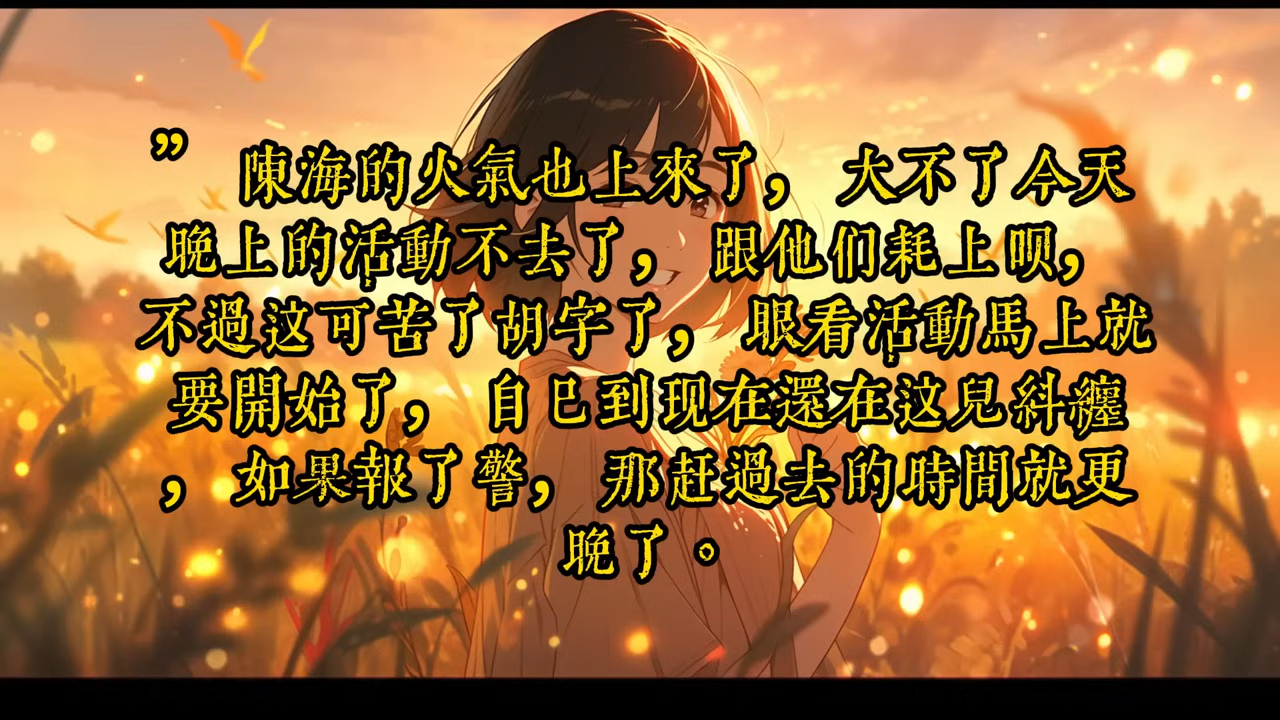 ” 陳海的火氣也上來了， 大不了今天
晚上的活動不去了， 跟他们耗上呗，
不過这可苦了胡字了， 眼看活動馬上就
要開始了， 自已到现在還在这兒糾纏
， 如果報了警， 那赶過去的時間就更
晚了。